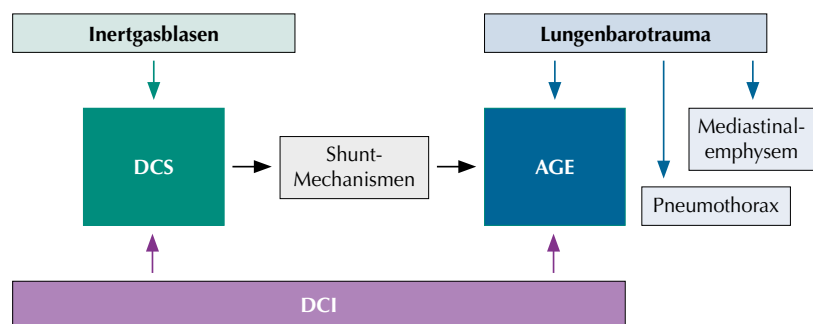 Inertgasblasen
Lungenbarotrauma
DCS
Shunt-
Mechanismen
AGE
Mediastinal-
emphysem
Pneumothorax
DCI